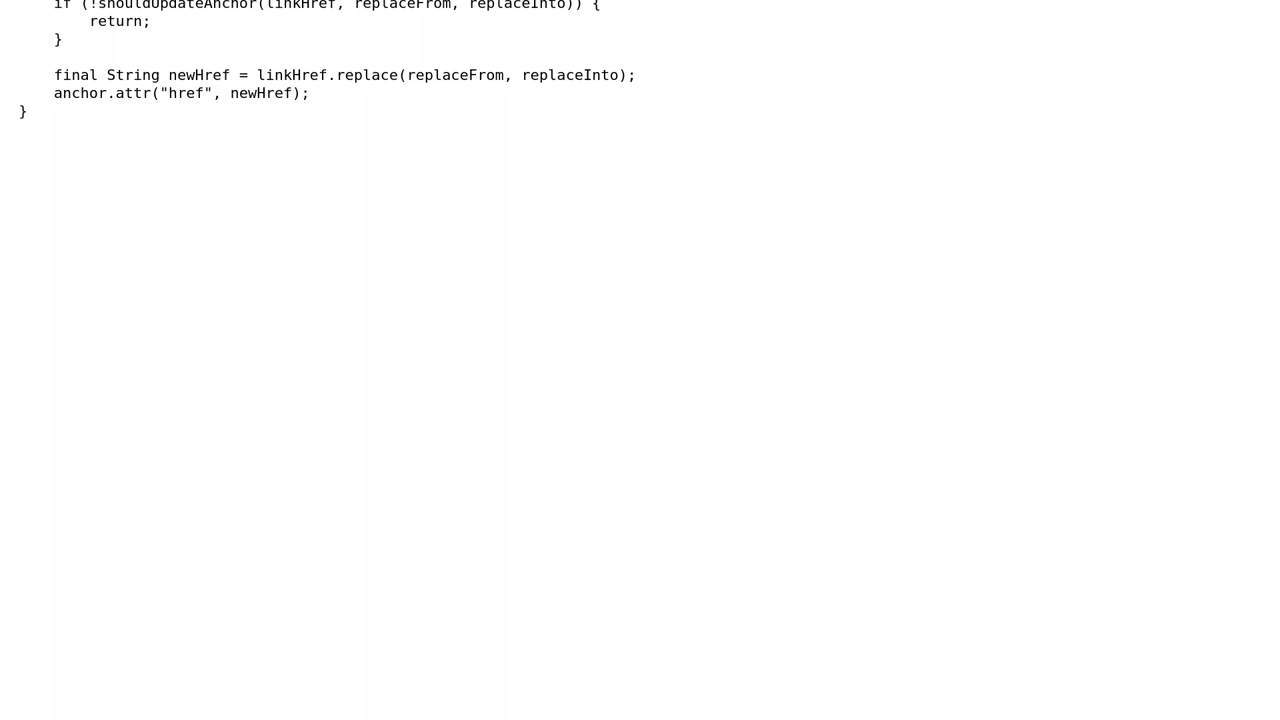 if (!shouldUpdateAnchor(linkHref, replaceFrom, replaceInto)) {
return;
}
final String newHref = linkHref.replace(replaceFrom, replaceInto);
anchor.attr("href", newHref);
}